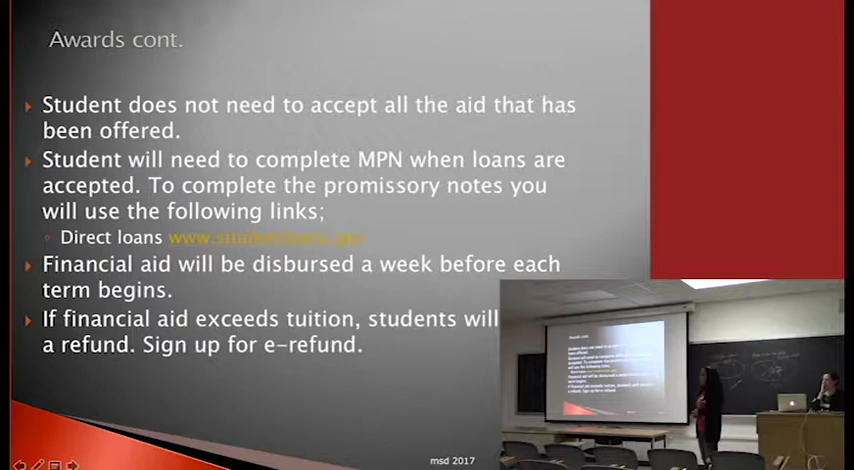 Awards cont.
Student does not need to accept all the aid that has
been offered.
Student will need to complete MPN when loans are
accepted. To complete the promissory notes you
will use the following links;
Direct loans www.studentloans.gov
Financial aid will be disbursed a week before each
term begins.
If financial aid exceeds tuition, students will
a refund. Sign up for e-refund.
msd 2017